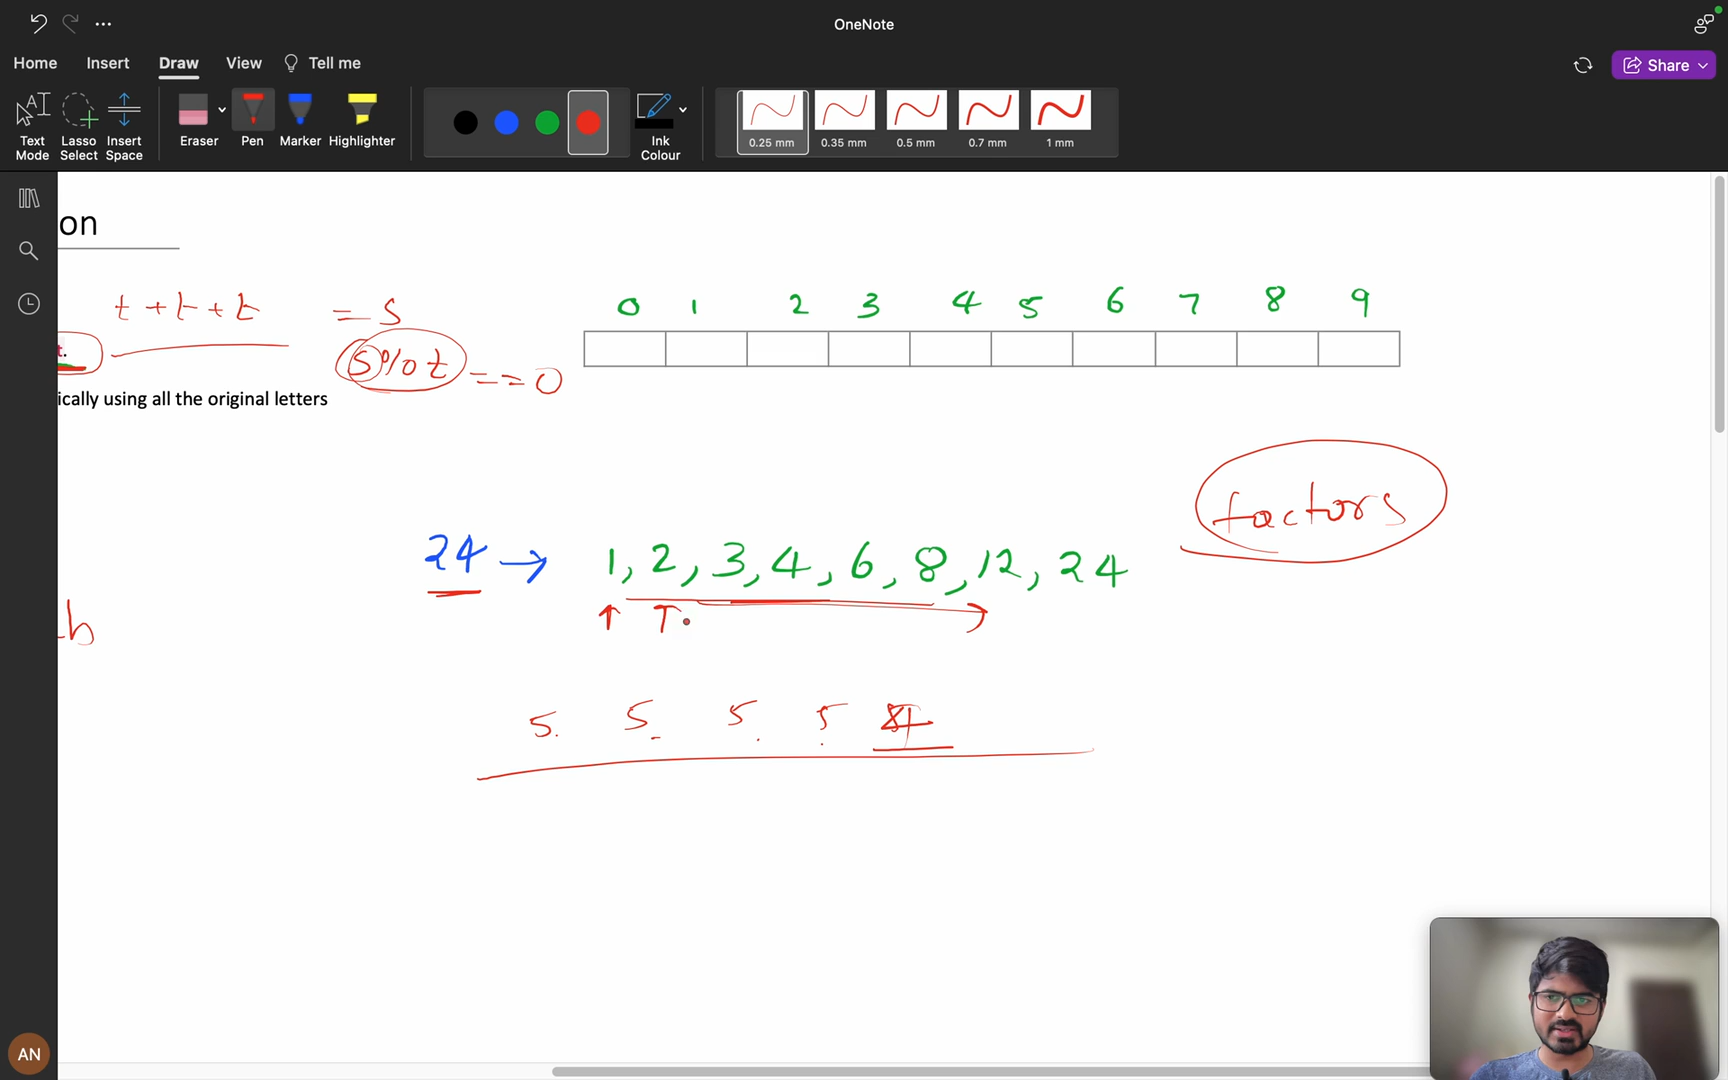 OneNote
Home Insert Draw View Tell me
Share
Text Mode
Lasso Select
Insert Space
Eraser
Pen
Marker
Highlighter
Ink Colour
0.25 mm
0.35 mm
0.5 mm
0.7 mm
1 mm
on
t + t + t = s
0 1 2 3 4 5 6 7 8 9
t.
s % t == 0
ically using all the original letters
factors
24 → 1, 2, 3, 4, 6, 8, 12, 24
b
5. 5. 5. 5
AN